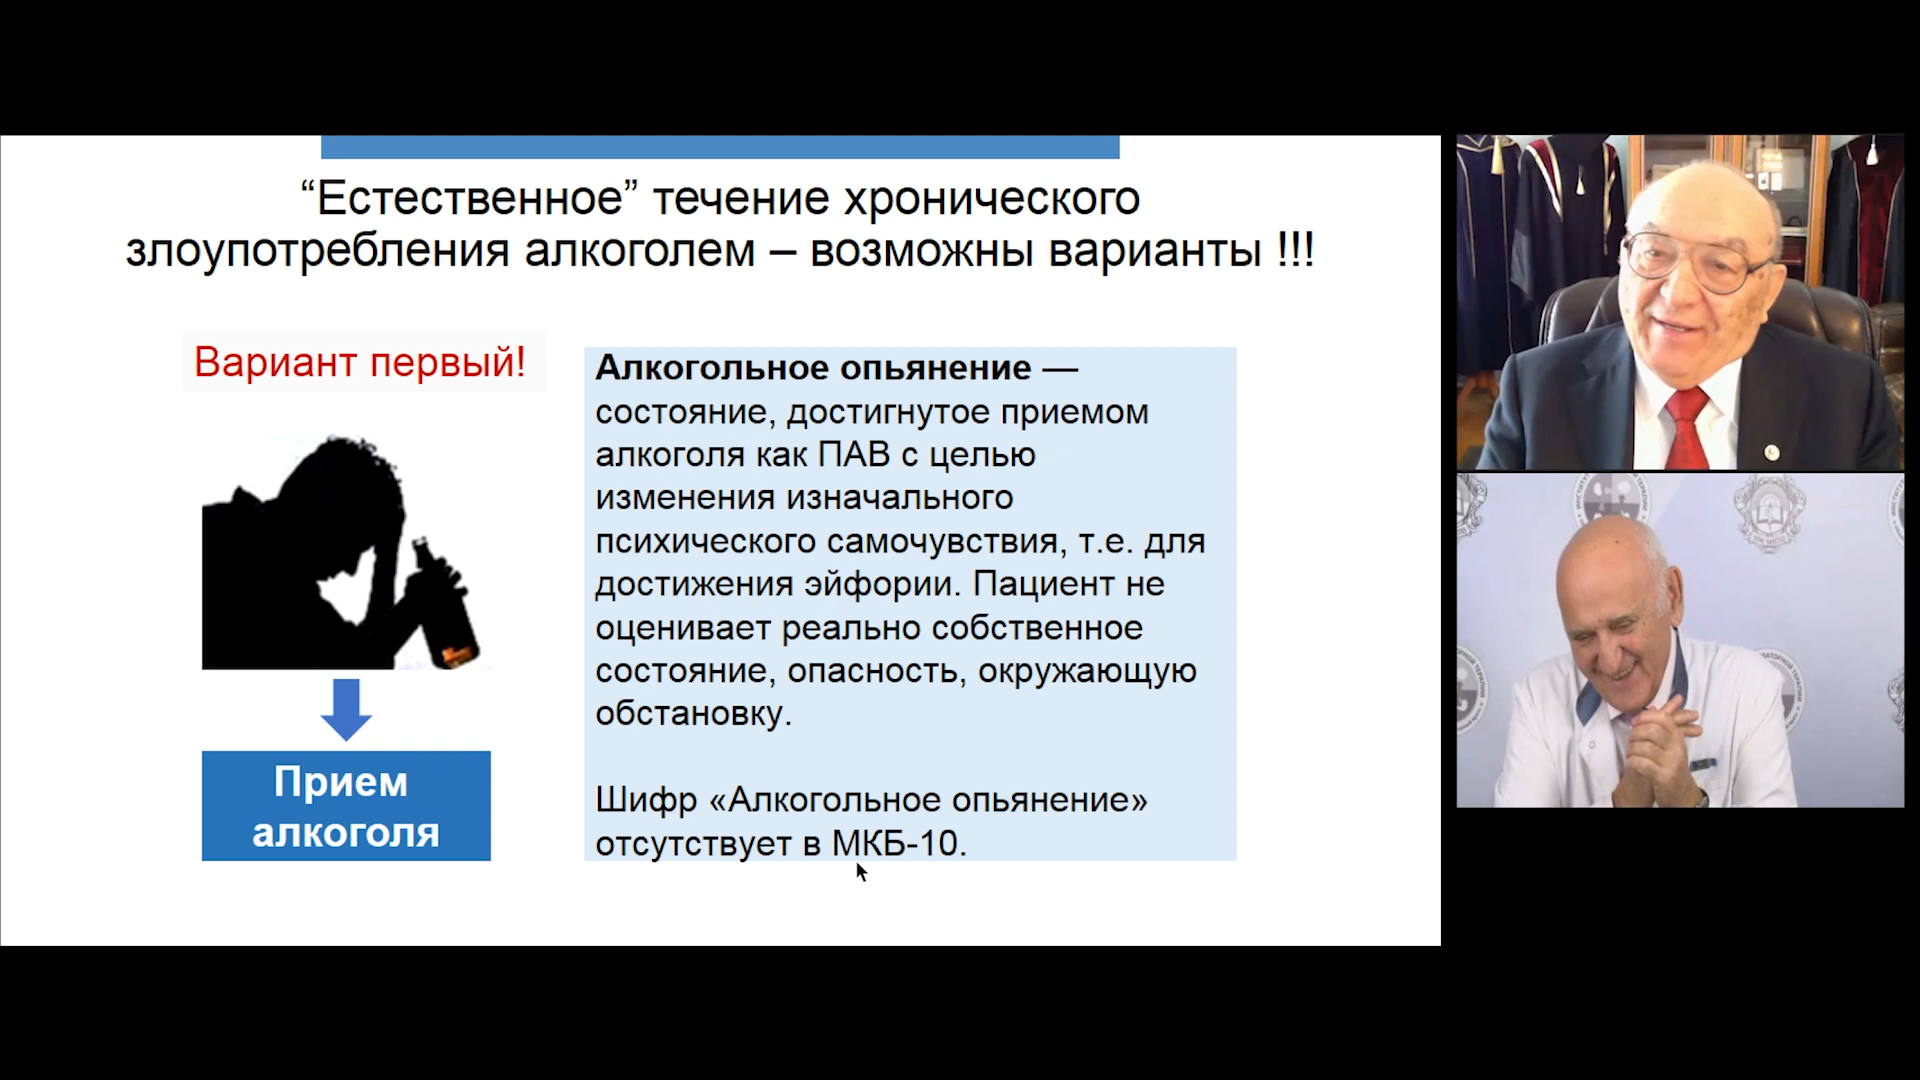 “Естественное” течение хронического
злоупотребления алкоголем – возможны варианты !!!
Вариант первый!
Прием
алкоголя
Алкогольное опьянение —
состояние, достигнутое приемом
алкоголя как ПАВ с целью
изменения изначального
психического самочувствия, т.е. для
достижения эйфории. Пациент не
оценивает реально собственное
состояние, опасность, окружающую
обстановку.
Шифр «Алкогольное опьянение»
отсутствует в МКБ-10.